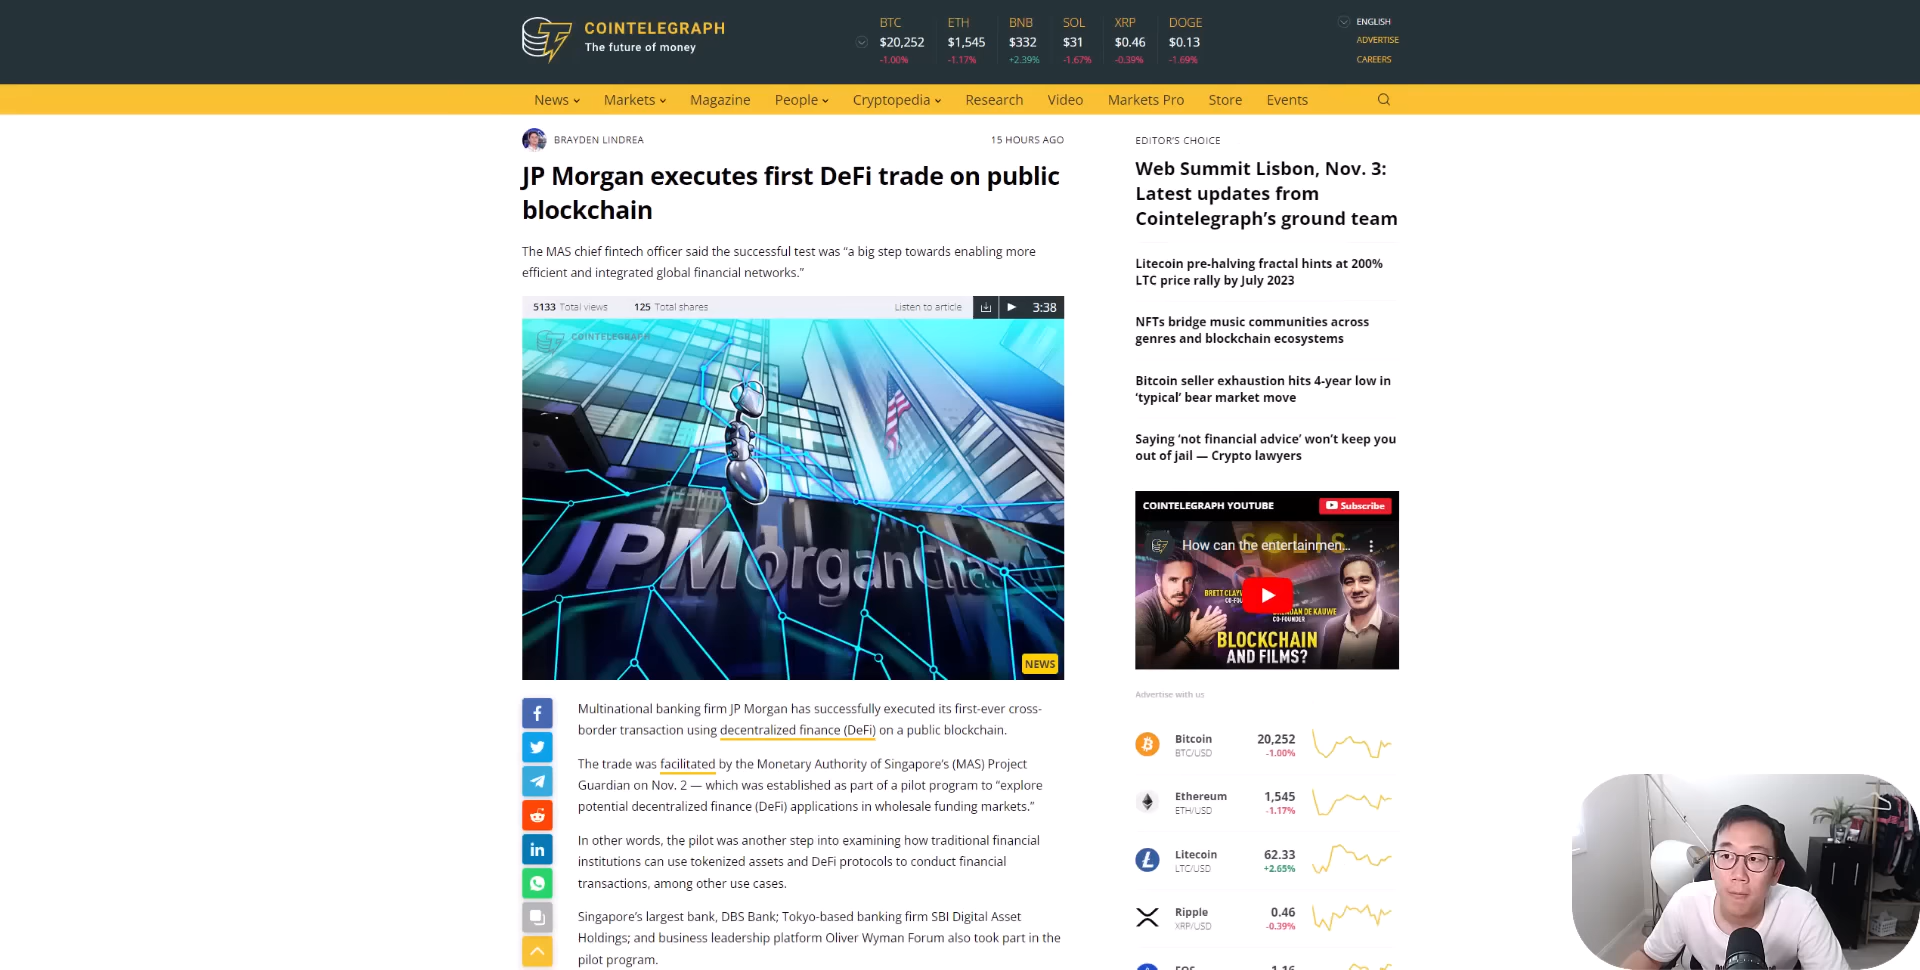 COINTELEGRAPH
The future of money
BTC
$20,252
-1.00%
ETH
$1,545
-1.17%
BNB
$332
+2.39%
SOL
$31
-1.67%
XRP
$0.46
-0.39%
DOGE
$0.13
-1.69%
ENGLISH
ADVERTISE
CAREERS
News
Markets
Magazine
People
Cryptopedia
Research
Video
Markets Pro
Store
Events
BRAYDEN LINDREA
15 HOURS AGO
JP Morgan executes first DeFi trade on public
blockchain
The MAS chief fintech officer said the successful test was “a big step towards enabling more
efficient and integrated global financial networks.”
5133 Total views
125 Total shares
Listen to article
3:38
COINTELEGRAPH
JPMorganChas
NEWS
Multinational banking firm JP Morgan has successfully executed its first-ever cross-
border transaction using decentralized finance (DeFi) on a public blockchain.
The trade was facilitated by the Monetary Authority of Singapore’s (MAS) Project
Guardian on Nov. 2 — which was established as part of a pilot program to “explore
potential decentralized finance (DeFi) applications in wholesale funding markets.”
In other words, the pilot was another step into examining how traditional financial
institutions can use tokenized assets and DeFi protocols to conduct financial
transactions, among other use cases.
Singapore’s largest bank, DBS Bank; Tokyo-based banking firm SBI Digital Asset
Holdings; and business leadership platform Oliver Wyman Forum also took part in the
pilot program.
EDITOR’S CHOICE
Web Summit Lisbon, Nov. 3:
Latest updates from
Cointelegraph’s ground team
Litecoin pre-halving fractal hints at 200%
LTC price rally by July 2023
NFTs bridge music communities across
genres and blockchain ecosystems
Bitcoin seller exhaustion hits 4-year low in
‘typical’ bear market move
Saying ‘not financial advice’ won’t keep you
out of jail — Crypto lawyers
COINTELEGRAPH YOUTUBE
Subscribe
How can the entertainmen...
SOLIS
BRETT CLAY
CO-FOU
DAN DE KAUWE
CO-FOUNDER
BLOCKCHAIN
AND FILMS?
Advertise with us
Bitcoin
BTC/USD
20,252
-1.00%
Ethereum
ETH/USD
1,545
-1.17%
Litecoin
LTC/USD
62.33
+2.65%
Ripple
XRP/USD
0.46
-0.39%
EOS
1.16